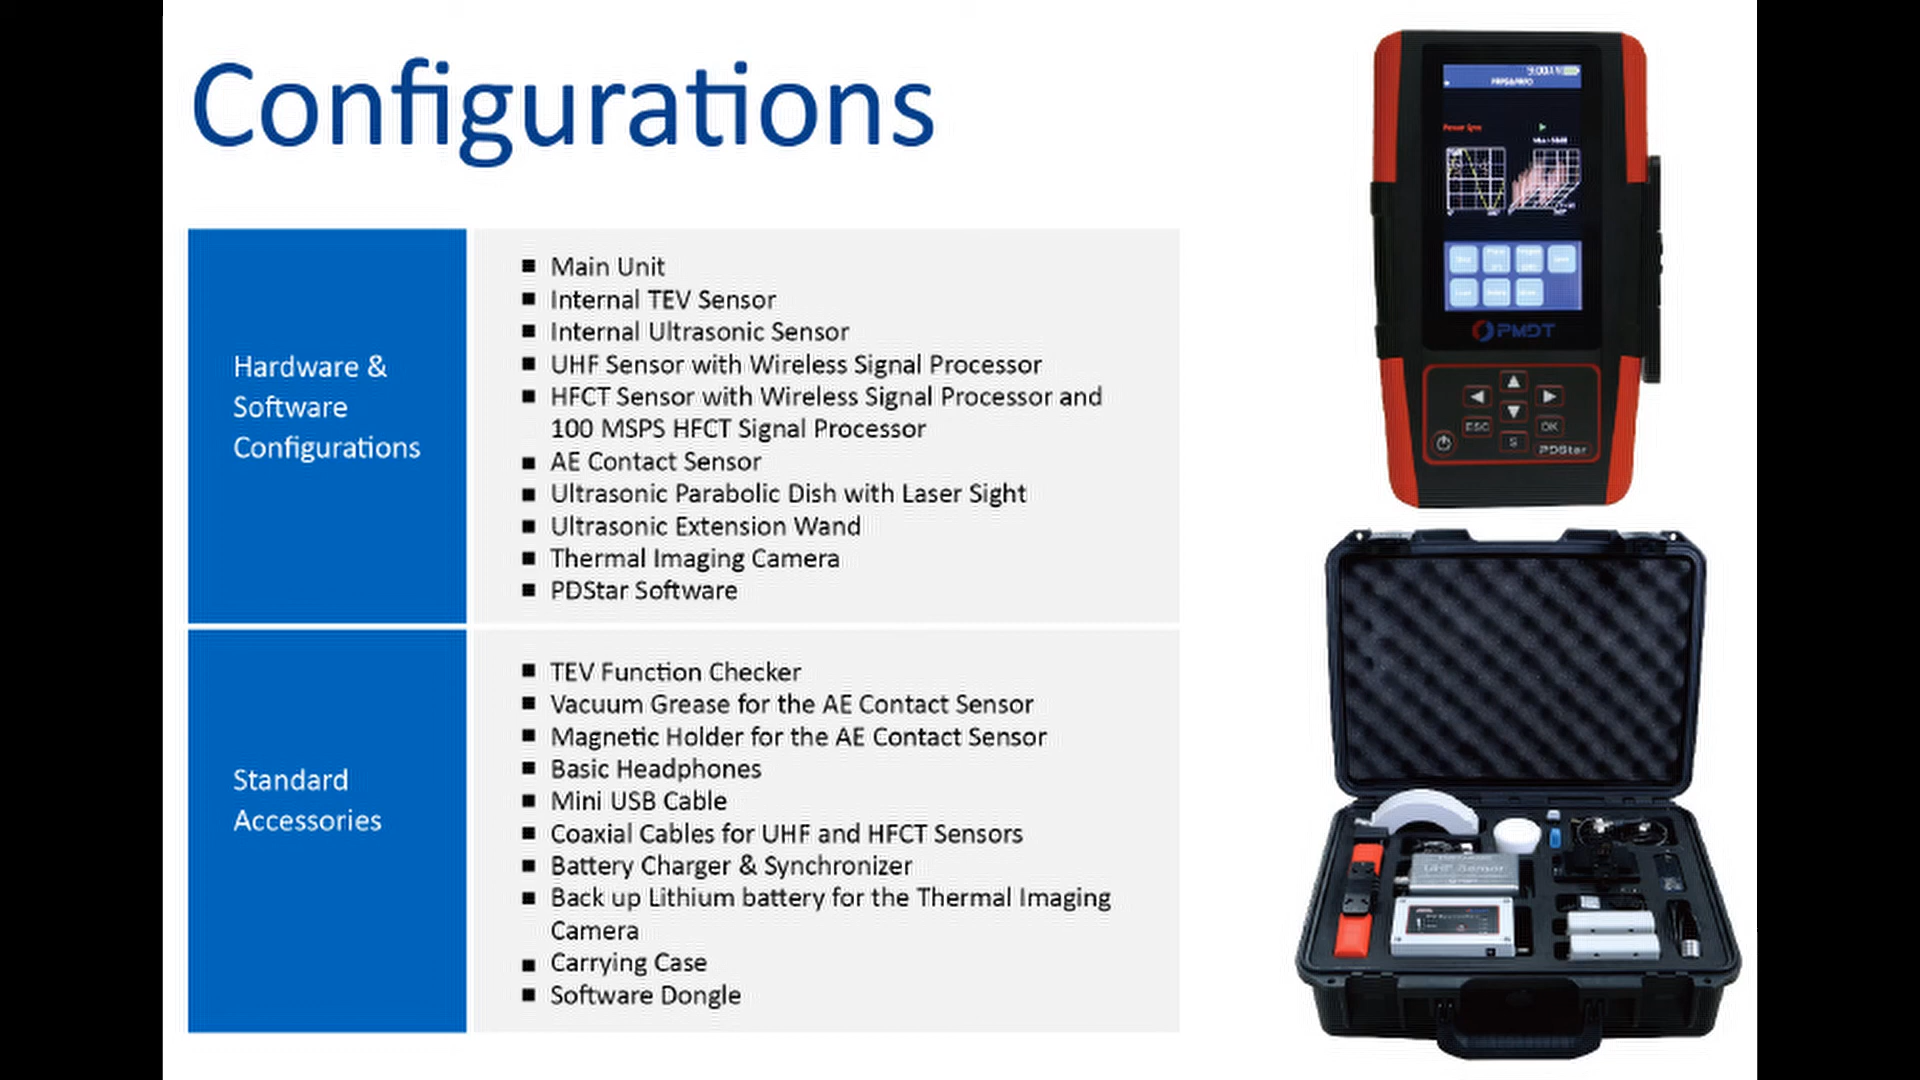 Configurations
Hardware &
Software
Configurations
■ Main Unit
■ Internal TEV Sensor
■ Internal Ultrasonic Sensor
■ UHF Sensor with Wireless Signal Processor
■ HFCT Sensor with Wireless Signal Processor and
100 MSPS HFCT Signal Processor
■ AE Contact Sensor
■ Ultrasonic Parabolic Dish with Laser Sight
■ Ultrasonic Extension Wand
■ Thermal Imaging Camera
■ PDStar Software
Standard
Accessories
■ TEV Function Checker
■ Vacuum Grease for the AE Contact Sensor
■ Magnetic Holder for the AE Contact Sensor
■ Basic Headphones
■ Mini USB Cable
■ Coaxial Cables for UHF and HFCT Sensors
■ Battery Charger & Synchronizer
■ Back up Lithium battery for the Thermal Imaging
Camera
■ Carrying Case
■ Software Dongle
Power Sync
PMDT
ESC
OK
S
PDStar
UHF Sensor